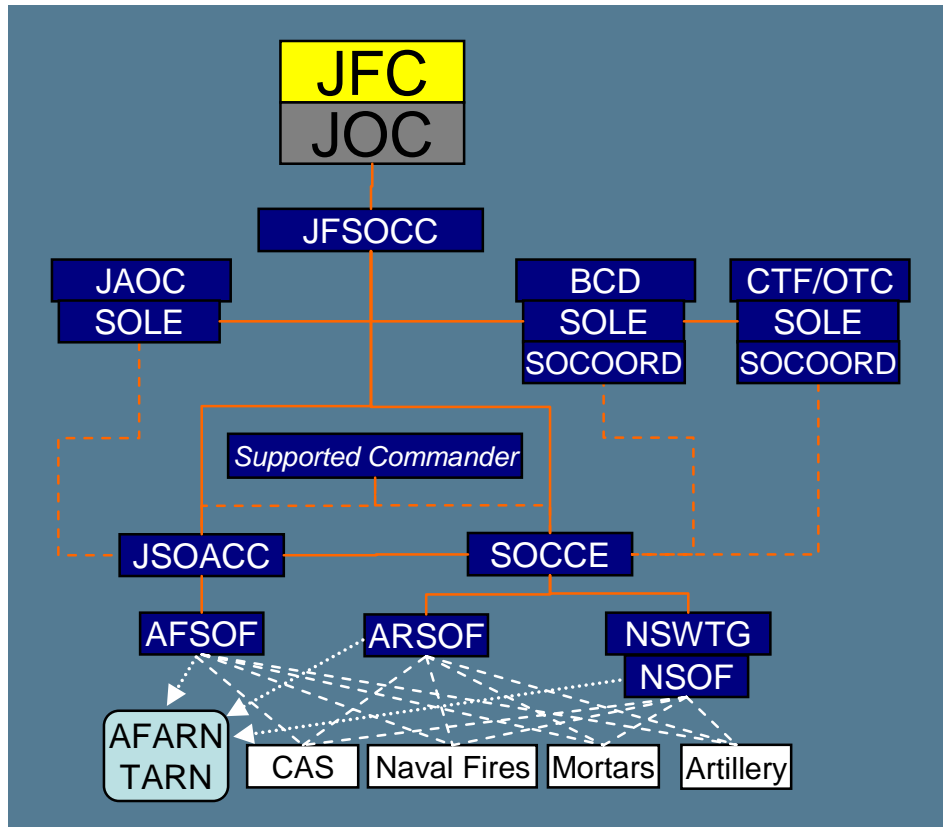 JFC
JOC
JFSOCC
JAOC
SOLE
BCD
SOLE
SOCOORD
CTF/OTC
SOLE
SOCOORD
Supported Commander
JSOACC
SOCCE
AFSOF
ARSOF
NSWTG
NSOF
AFARN
TARN
CAS
Naval Fires
Mortars
Artillery